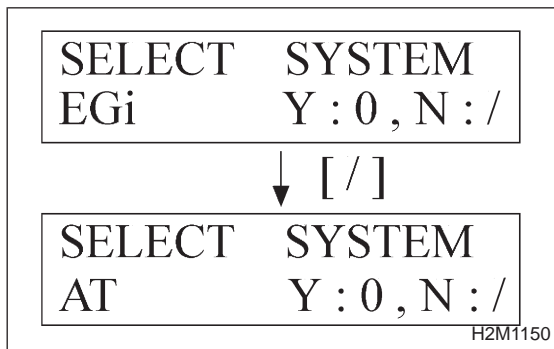 SELECT SYSTEM
EGi Y : 0 , N : /
[ / ]
SELECT SYSTEM
AT Y : 0 , N : /
H2M1150